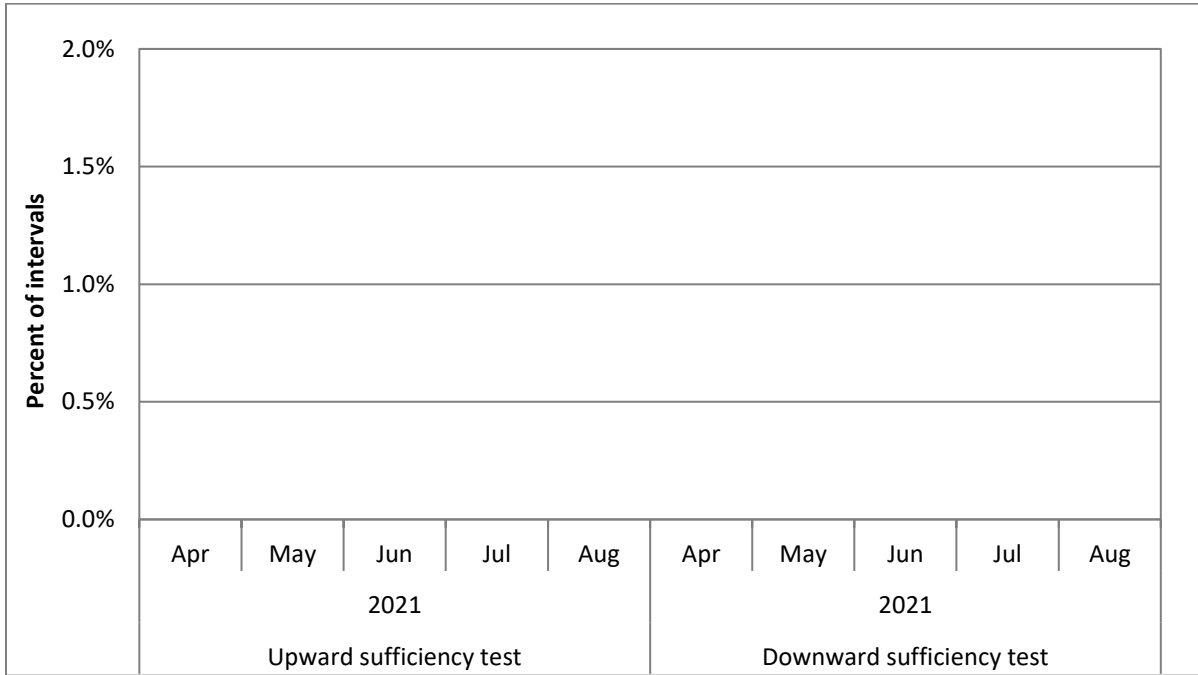 2.0%
1.5%
1.0%
0.5%
0.0%
Percent of intervals
Apr May Jun Jul Aug Apr May Jun Jul Aug
2021 2021
Upward sufficiency test Downward sufficiency test